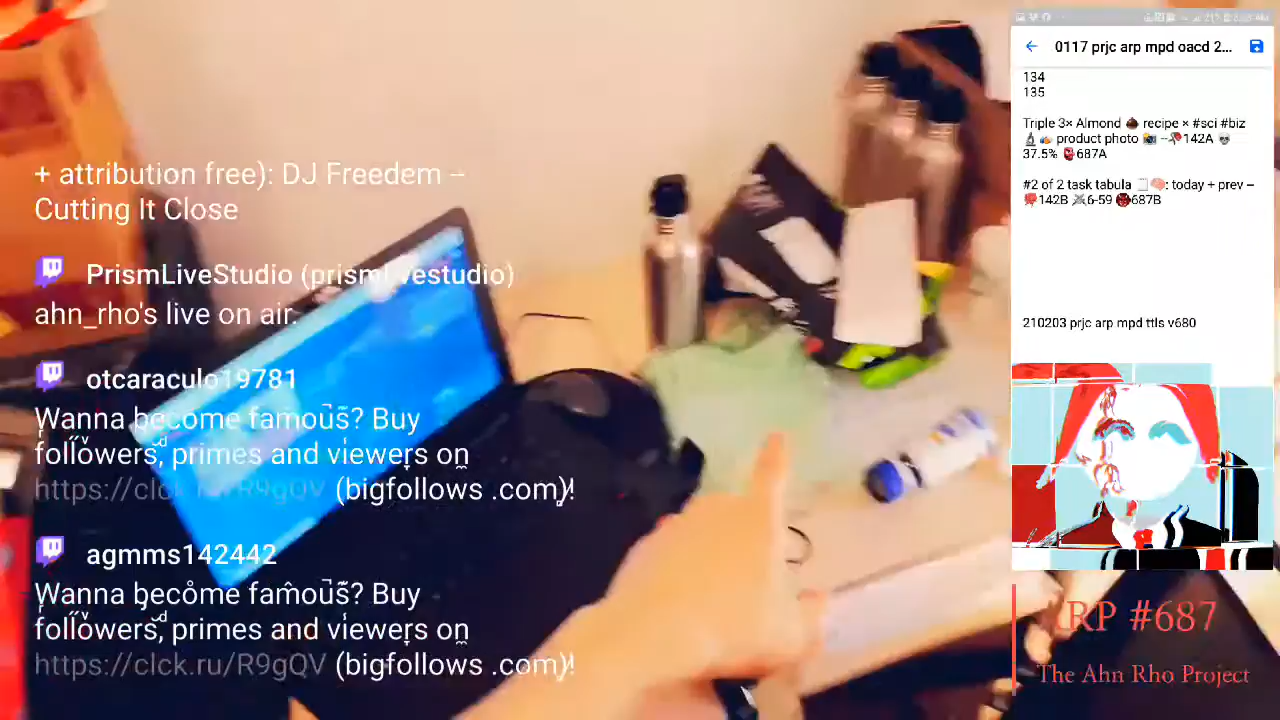 + attribution free): DJ Freedem –
Cutting It Close
PrismLiveStudio (prismlivestudio)
ahn_rho's live on air.
otcaraculo19781
Wanna become famous? Buy
followers, primes and viewers on
https://clck.ru/R9gQV (bigfollows .com)!
agmms142442
Wanna become famous? Buy
followers, primes and viewers on
https://clck.ru/R9gQV (bigfollows .com)!
0117 prjc arp mpd oacd 2...
134
135
Triple 3× Almond 🌰 recipe × #sci #biz
product photo 📸 –🥀142A 💀
37.5% 👹687A
#2 of 2 task tabula 🧠: today + prev –
142B ⚔6-59 👹687B
210203 prjc arp mpd ttls v680
RP #687
The Ahn Rho Project